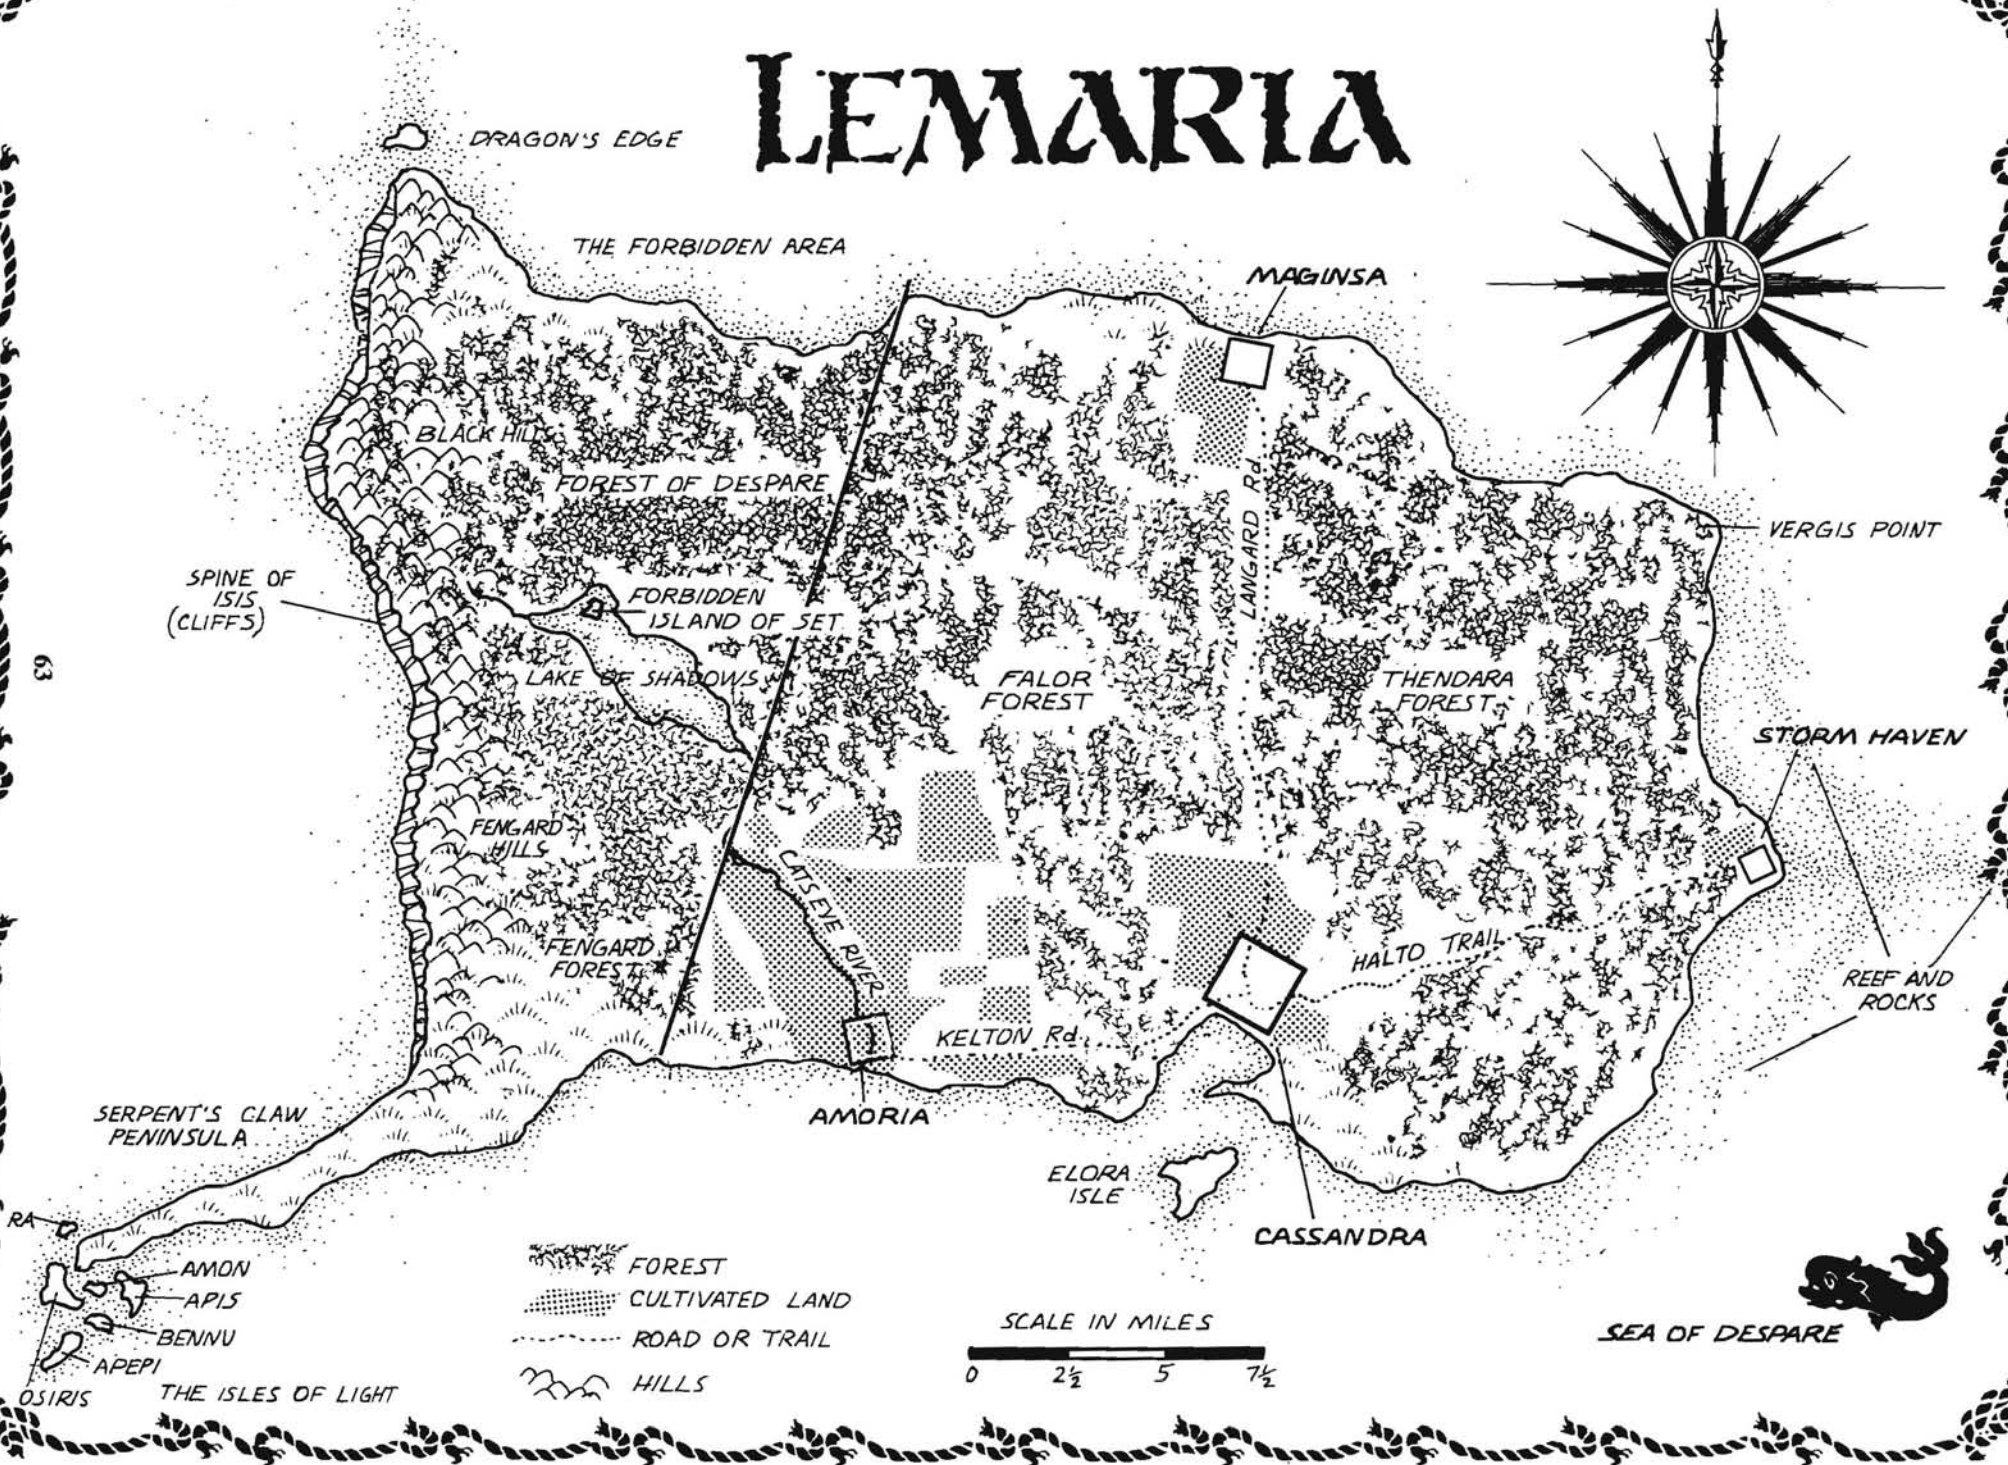 LEMARIA
DRAGON'S EDGE
THE FORBIDDEN AREA
MAGINSA
BLACK HILLS
FOREST OF DESPARE
LANGARD Rd
VERGIS POINT
SPINE OF
ISIS
(CLIFFS)
FORBIDDEN
ISLAND OF SET
63
LAKE OF SHADOWS
FALOR
FOREST
THENDARA
FOREST
STORM HAVEN
FENGARD
HILLS
CATS EYE RIVER
FENGARD
FOREST
HALTO TRAIL
REEF AND
ROCKS
KELTON Rd.
SERPENT'S CLAW
PENINSULA
AMORIA
ELORA
ISLE
CASSANDRA
RA
AMON
APIS
BENNU
APEPI
OSIRIS
THE ISLES OF LIGHT
FOREST
CULTIVATED LAND
ROAD OR TRAIL
HILLS
SCALE IN MILES
0 2½ 5 7½
SEA OF DESPARE